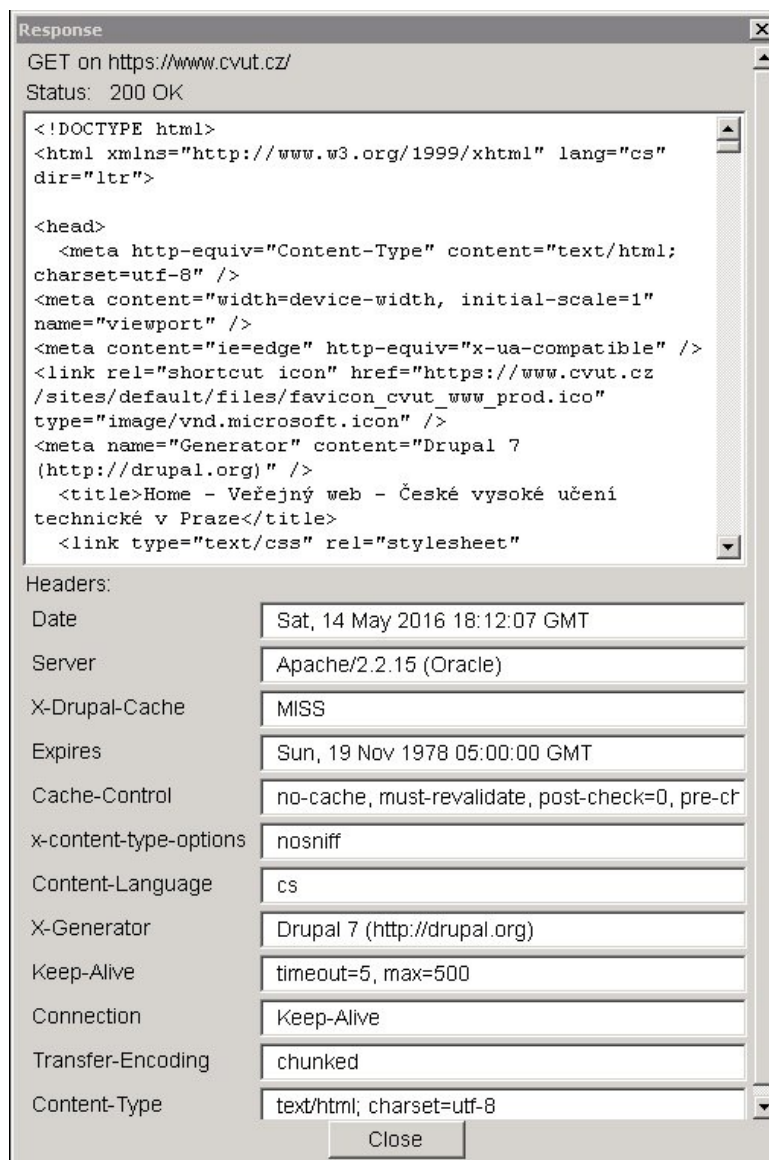 Response
GET on https://www.cvut.cz/
Status: 200 OK
<!DOCTYPE html>
<html xmlns="http://www.w3.org/1999/xhtml" lang="cs"
dir="ltr">
<head>
<meta http-equiv="Content-Type" content="text/html;
charset=utf-8" />
<meta content="width=device-width, initial-scale=1"
name="viewport" />
<meta content="ie=edge" http-equiv="x-ua-compatible" />
<link rel="shortcut icon" href="https://www.cvut.cz
/sites/default/files/favicon_cvut_www_prod.ico"
type="image/vnd.microsoft.icon" />
<meta name="Generator" content="Drupal 7
(http://drupal.org)" />
<title>Home - Veřejný web - České vysoké učení
technické v Praze</title>
<link type="text/css" rel="stylesheet"
Headers:
Date Sat, 14 May 2016 18:12:07 GMT
Server Apache/2.2.15 (Oracle)
X-Drupal-Cache MISS
Expires Sun, 19 Nov 1978 05:00:00 GMT
Cache-Control no-cache, must-revalidate, post-check=0, pre-ch
x-content-type-options nosniff
Content-Language cs
X-Generator Drupal 7 (http://drupal.org)
Keep-Alive timeout=5, max=500
Connection Keep-Alive
Transfer-Encoding chunked
Content-Type text/html; charset=utf-8
Close